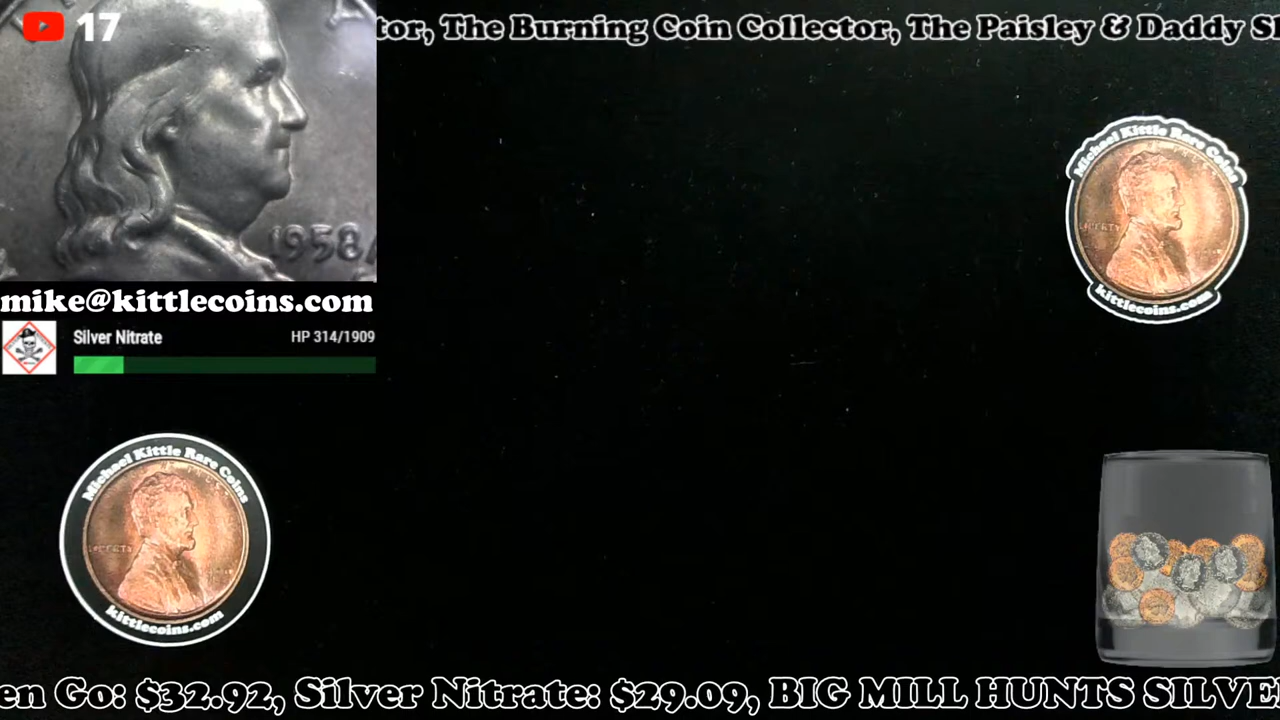 17
tor, The Burning Coin Collector, The Paisley & Daddy S
1958
mike@kittlecoins.com
Silver Nitrate HP 314/1909
Michael Kittle Rare Coins
LIBERTY
kittlecoins.com
Michael Kittle Rare Coins
LIBERTY
kittlecoins.com
en Go: $32.92, Silver Nitrate: $29.09, BIG MILL HUNTS SILVE